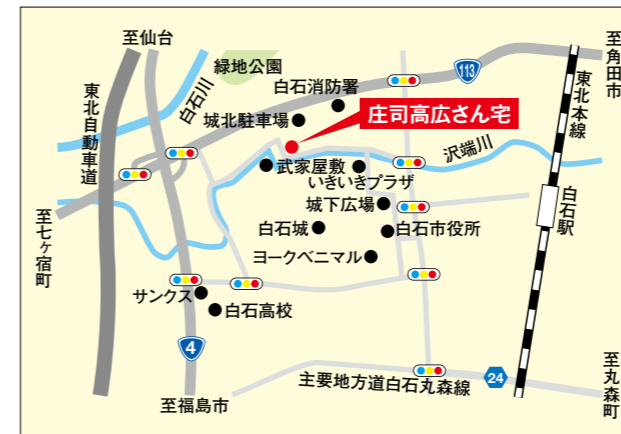 至仙台
至角田市
緑地公園
113
白石川
東北自動車道
白石消防署
城北駐車場
庄司高広さん宅
東北本線
沢端川
武家屋敷
いきいきプラザ
城下広場
白石駅
白石城
白石市役所
至七ヶ宿町
ヨークベニマル
サンクス
白石高校
4
主要地方道白石丸森線
24
至丸森町
至福島市